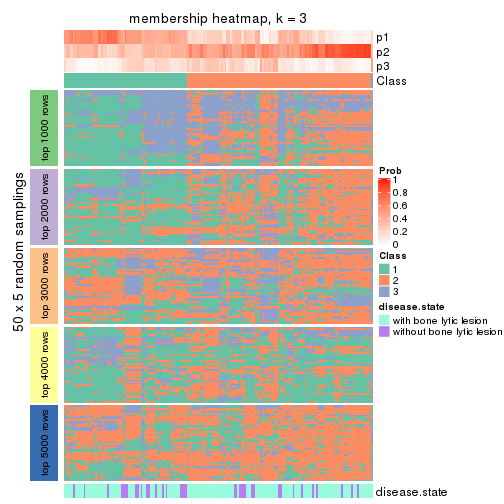 membership heatmap, k = 3
p1
p2
p3
Class
50 x 5 random samplings
top 1000 rows
top 2000 rows
top 3000 rows
top 4000 rows
top 5000 rows
Prob
1
0.8
0.6
0.4
0.2
0
Class
1
2
3
disease.state
with bone lytic lesion
without bone lytic lesion
disease.state